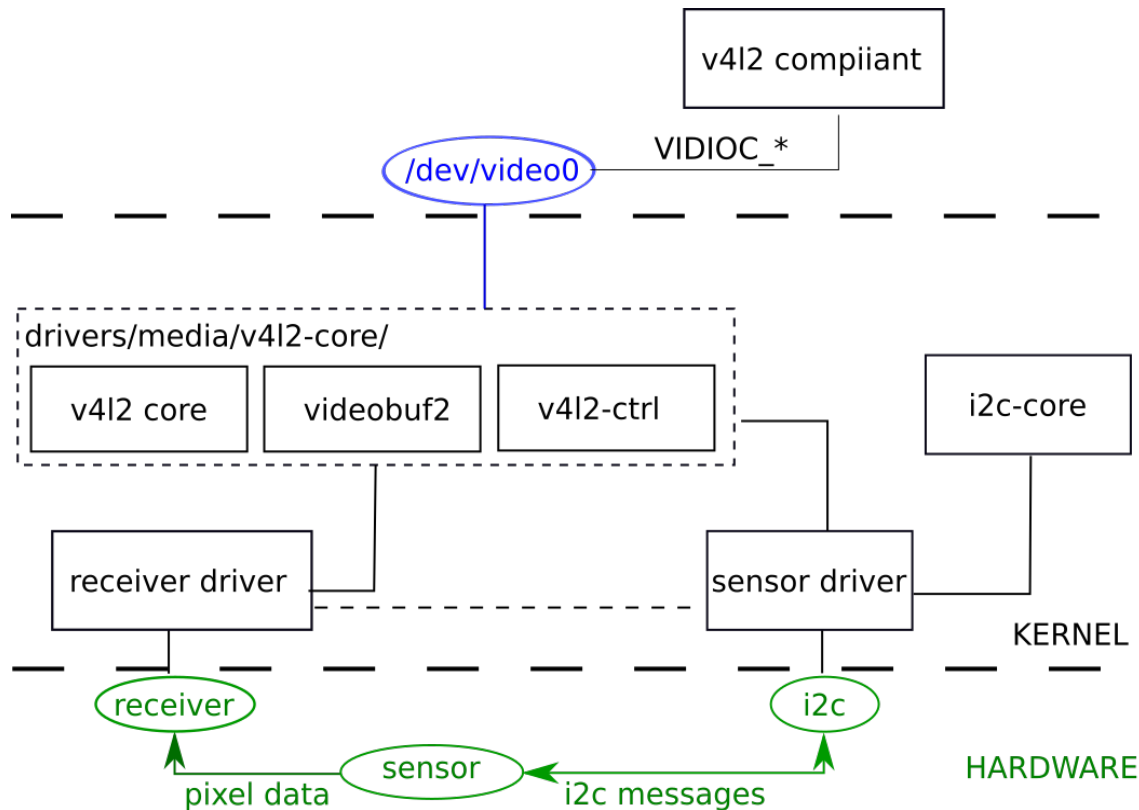 v4l2 compiiant
VIDIOC_*
/dev/video0
drivers/media/v4l2-core/
v4l2 core
videobuf2
v4l2-ctrl
i2c-core
receiver driver
sensor driver
KERNEL
receiver
i2c
sensor
HARDWARE
pixel data
i2c messages